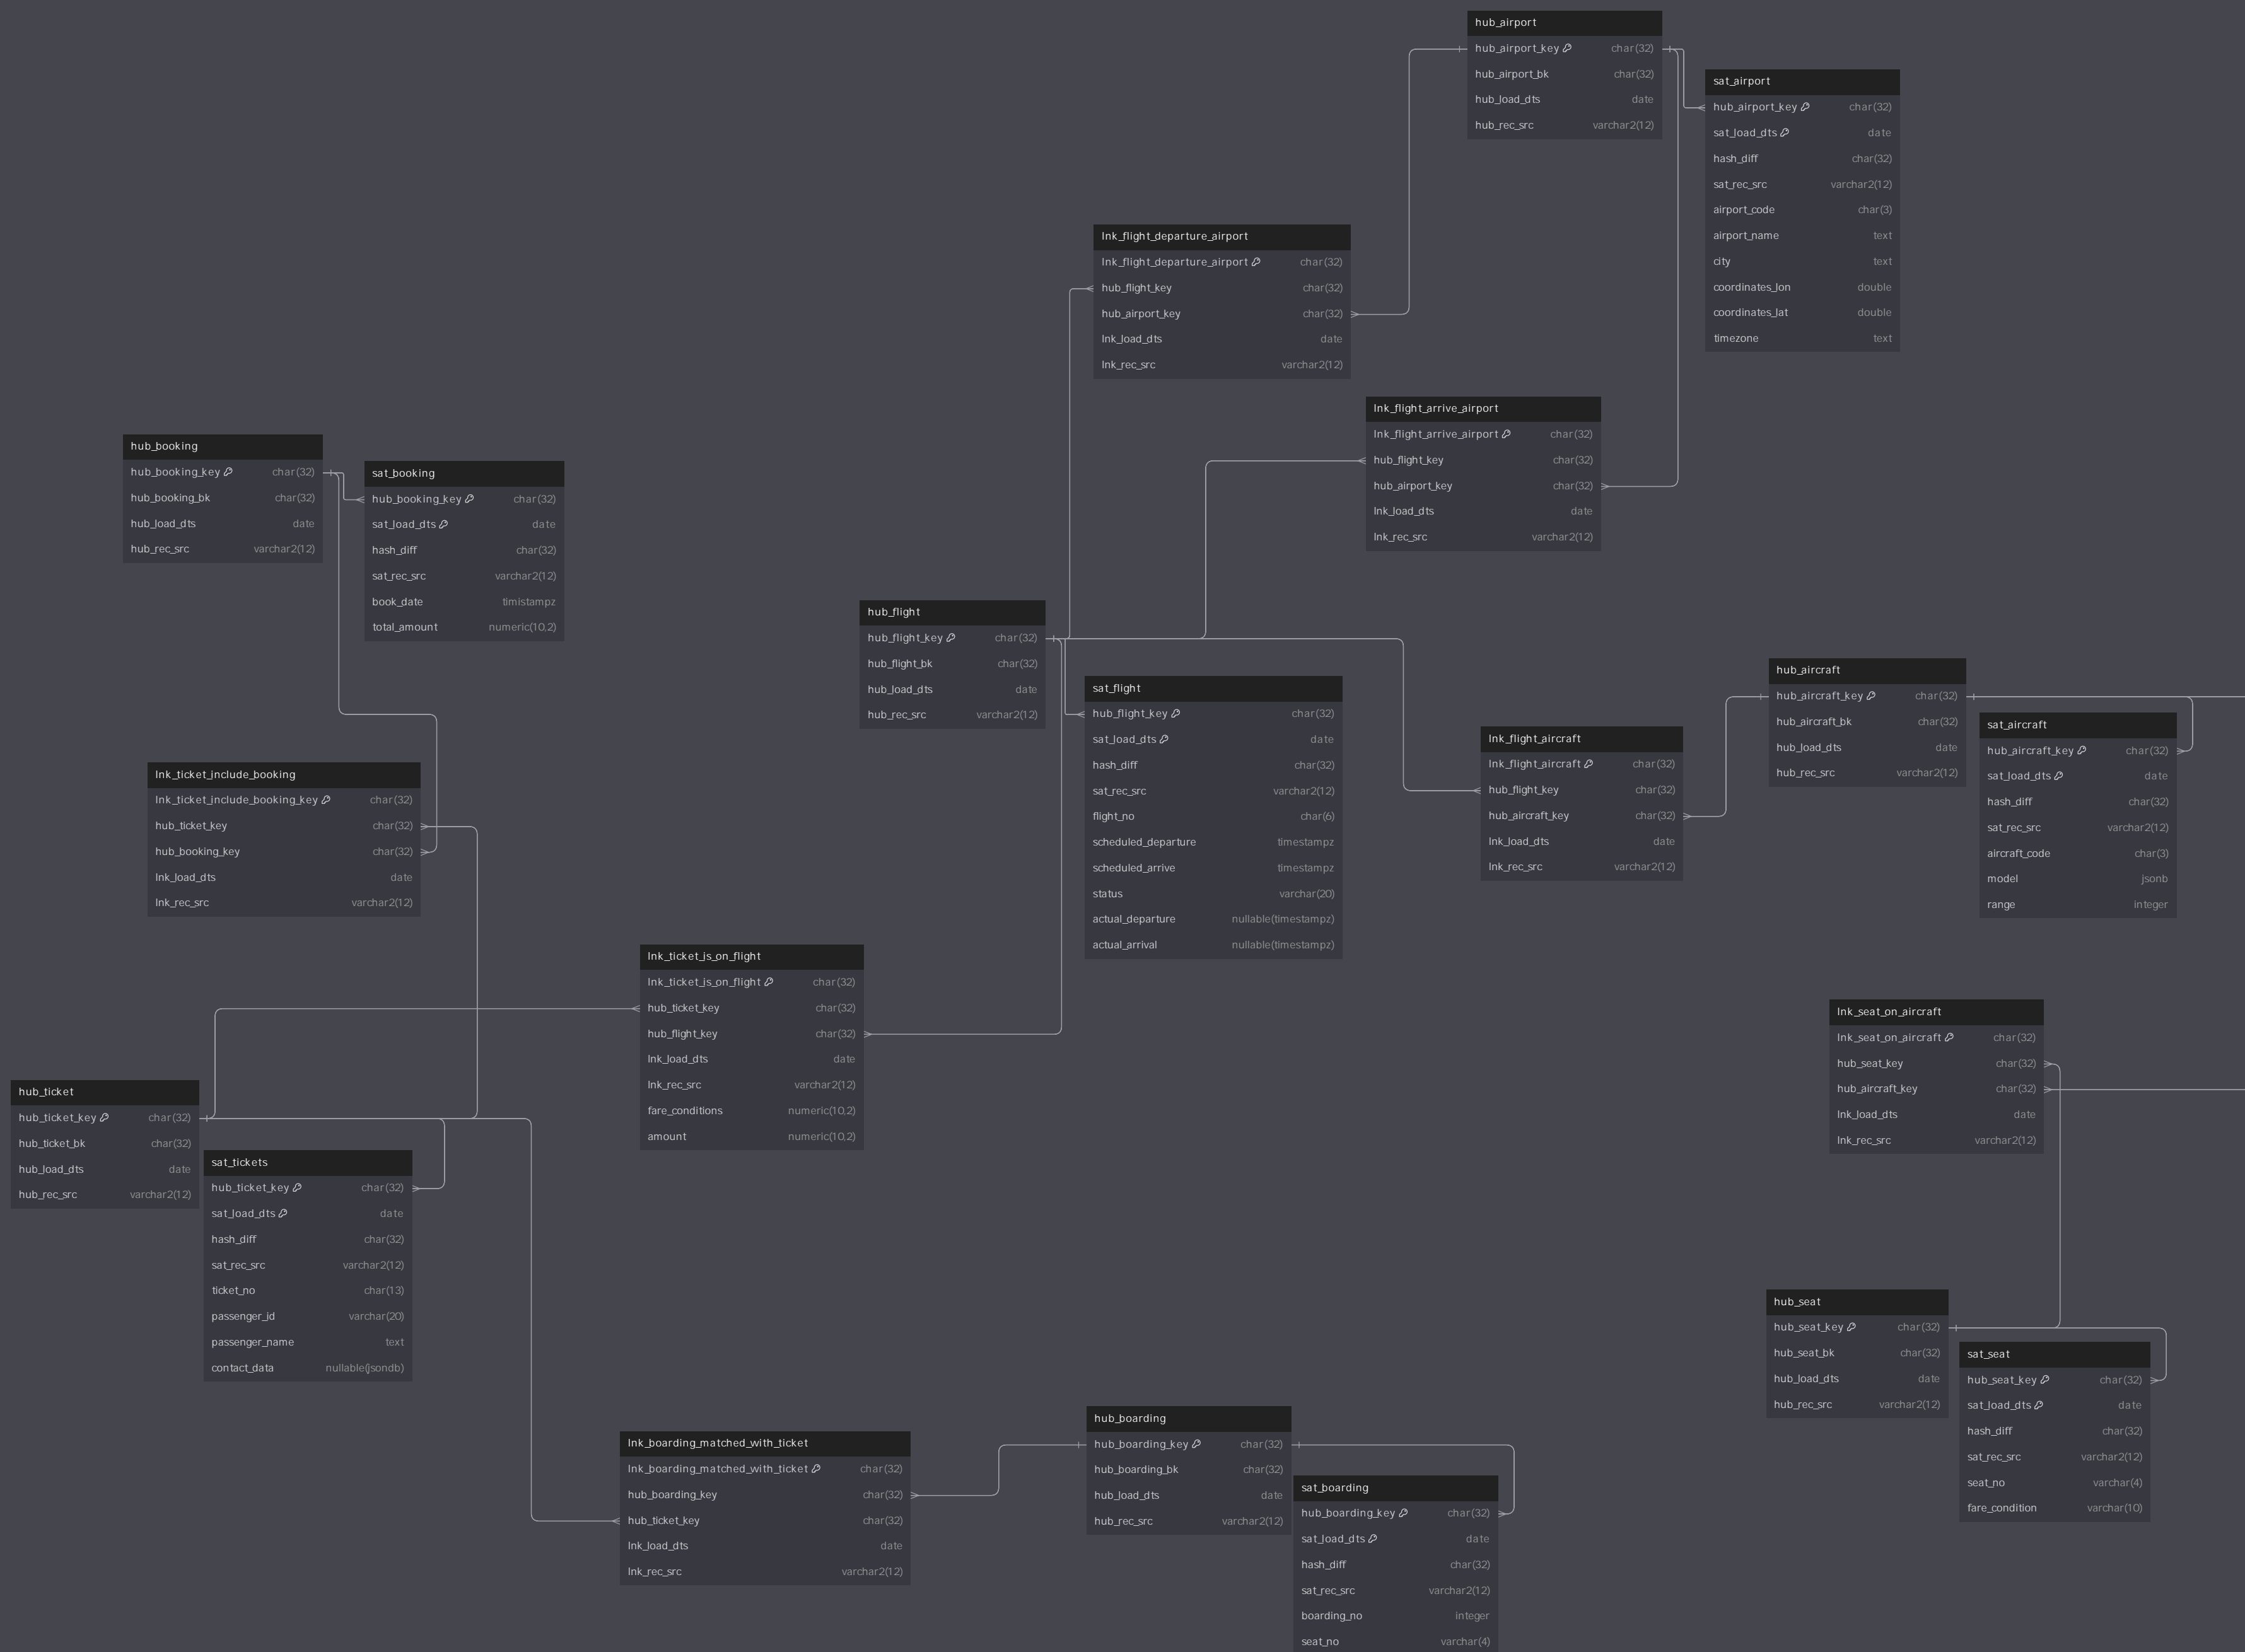 hub_airport
hub_airport_key char(32)
hub_airport_bk char(32)
hub_load_dts date
hub_rec_src varchar2(12)
sat_airport
hub_airport_key char(32)
sat_load_dts date
hash_diff char(32)
sat_rec_src varchar2(12)
airport_code char(3)
airport_name text
city text
coordinates_lon double
coordinates_lat double
timezone text
lnk_flight_departure_airport
lnk_flight_departure_airport char(32)
hub_flight_key char(32)
hub_airport_key char(32)
lnk_load_dts date
lnk_rec_src varchar2(12)
lnk_flight_arrive_airport
lnk_flight_arrive_airport char(32)
hub_flight_key char(32)
hub_airport_key char(32)
lnk_load_dts date
lnk_rec_src varchar2(12)
hub_booking
hub_booking_key char(32)
hub_booking_bk char(32)
hub_load_dts date
hub_rec_src varchar2(12)
sat_booking
hub_booking_key char(32)
sat_load_dts date
hash_diff char(32)
sat_rec_src varchar2(12)
book_date timistampz
total_amount numeric(10,2)
hub_flight
hub_flight_key char(32)
hub_flight_bk char(32)
hub_load_dts date
hub_rec_src varchar2(12)
sat_flight
hub_flight_key char(32)
sat_load_dts date
hash_diff char(32)
sat_rec_src varchar2(12)
flight_no char(6)
scheduled_departure timestampz
scheduled_arrive timestampz
status varchar(20)
actual_departure nullable(timestampz)
actual_arrival nullable(timestampz)
hub_aircraft
hub_aircraft_key char(32)
hub_aircraft_bk char(32)
hub_load_dts date
hub_rec_src varchar2(12)
sat_aircraft
hub_aircraft_key char(32)
sat_load_dts date
hash_diff char(32)
sat_rec_src varchar2(12)
aircraft_code char(3)
model jsonb
range integer
lnk_flight_aircraft
lnk_flight_aircraft char(32)
hub_flight_key char(32)
hub_aircraft_key char(32)
lnk_load_dts date
lnk_rec_src varchar2(12)
lnk_ticket_include_booking
lnk_ticket_include_booking_key char(32)
hub_ticket_key char(32)
hub_booking_key char(32)
lnk_load_dts date
lnk_rec_src varchar2(12)
lnk_ticket_is_on_flight
lnk_ticket_is_on_flight char(32)
hub_ticket_key char(32)
hub_flight_key char(32)
lnk_load_dts date
lnk_rec_src varchar2(12)
fare_conditions numeric(10,2)
amount numeric(10,2)
lnk_seat_on_aircraft
lnk_seat_on_aircraft char(32)
hub_seat_key char(32)
hub_aircraft_key char(32)
lnk_load_dts date
lnk_rec_src varchar2(12)
hub_ticket
hub_ticket_key char(32)
hub_ticket_bk char(32)
hub_load_dts date
hub_rec_src varchar2(12)
sat_tickets
hub_ticket_key char(32)
sat_load_dts date
hash_diff char(32)
sat_rec_src varchar2(12)
ticket_no char(13)
passenger_id varchar(20)
passenger_name text
contact_data nullable(jsondb)
hub_seat
hub_seat_key char(32)
hub_seat_bk char(32)
hub_load_dts date
hub_rec_src varchar2(12)
sat_seat
hub_seat_key char(32)
sat_load_dts date
hash_diff char(32)
sat_rec_src varchar2(12)
seat_no varchar(4)
fare_condition varchar(10)
lnk_boarding_matched_with_ticket
lnk_boarding_matched_with_ticket char(32)
hub_boarding_key char(32)
hub_ticket_key char(32)
lnk_load_dts date
lnk_rec_src varchar2(12)
hub_boarding
hub_boarding_key char(32)
hub_boarding_bk char(32)
hub_load_dts date
hub_rec_src varchar2(12)
sat_boarding
hub_boarding_key char(32)
sat_load_dts date
hash_diff char(32)
sat_rec_src varchar2(12)
boarding_no integer
seat_no varchar(4)